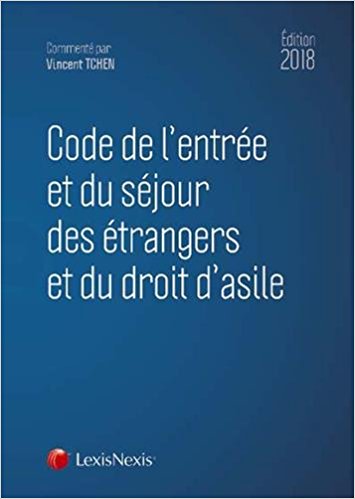 Commenté par
Vincent TCHEN
Édition
2018
Code de l'entrée
et du séjour
des étrangers
et du droit d'asile
LexisNexis®